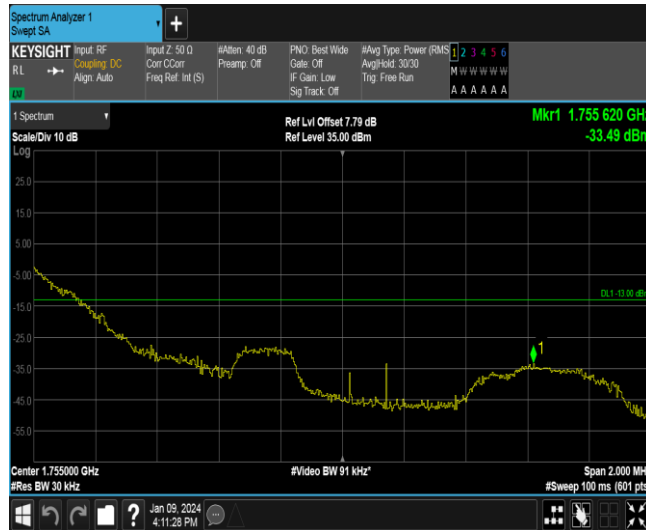 Spectrum Analyzer 1
Swept SA
KEYSIGHT
RL
LXI
Input: RF
Coupling: DC
Align: Auto
Input Z: 50 Ω
Corr CCorr
Freq Ref: Int (S)
#Atten: 40 dB
Preamp: Off
PNO: Best Wide
Gate: Off
IF Gain: Low
Sig Track: Off
#Avg Type: Power (RMS
Avg|Hold: 30/30
Trig: Free Run
1 2 3 4 5 6
M W W W W W
A A A A A A
1 Spectrum
Scale/Div 10 dB
Log
Ref Lvl Offset 7.79 dB
Ref Level 35.00 dBm
Mkr1 1.755 620 GHz
-33.49 dBm
25.0
15.0
5.00
-5.00
DL1 -13.00 dBm
-15.0
-25.0
1
-35.0
-45.0
-55.0
Center 1.755000 GHz
#Res BW 30 kHz
#Video BW 91 kHz*
Span 2.000 MH
#Sweep 100 ms (601 pts
?
Jan 09, 2024
4:11:28 PM